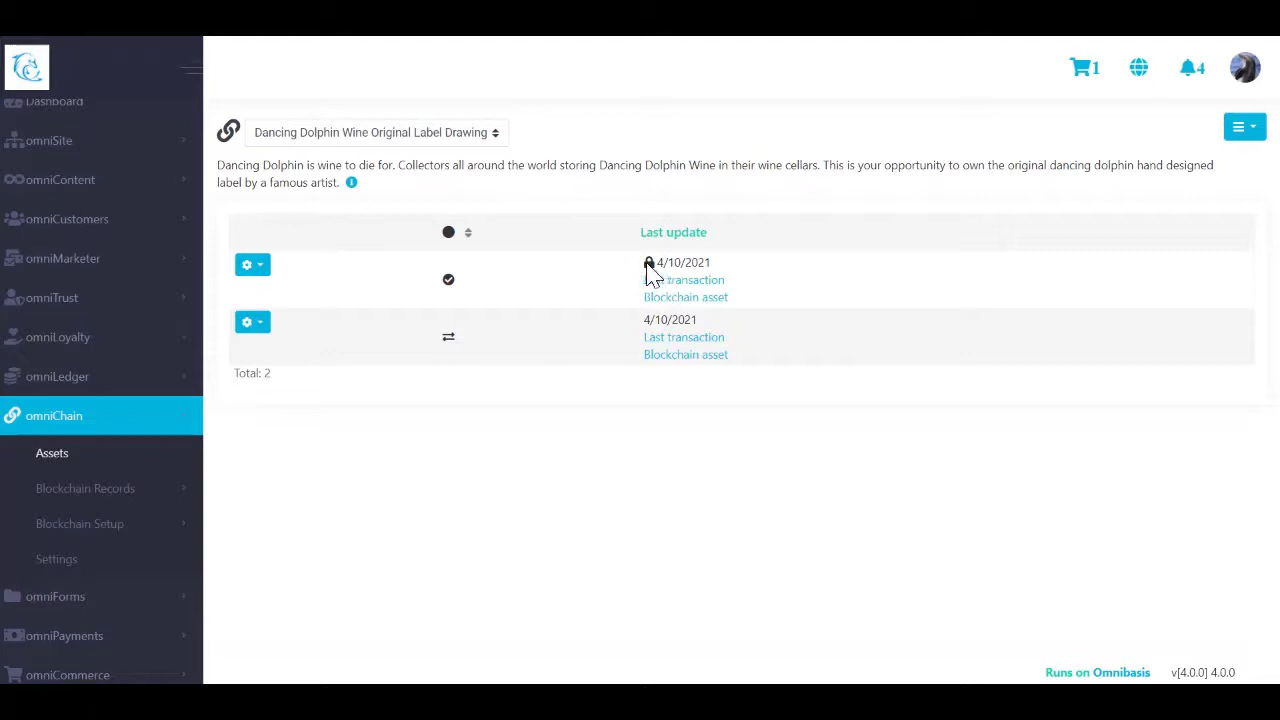 1
4
Dashboard
omniSite
omniContent
omniCustomers
omniMarketer
omniTrust
omniLoyalty
omniLedger
omniChain
Assets
Blockchain Records
Blockchain Setup
Settings
omniForms
omniPayments
omniCommerce
Dancing Dolphin Wine Original Label Drawing
Dancing Dolphin is wine to die for. Collectors all around the world storing Dancing Dolphin Wine in their wine cellars. This is your opportunity to own the original dancing dolphin hand designed
label by a famous artist.
Last update
4/10/2021
transaction
Blockchain asset
4/10/2021
Last transaction
Blockchain asset
Total: 2
Runs on Omnibasis v[4.0.0] 4.0.0